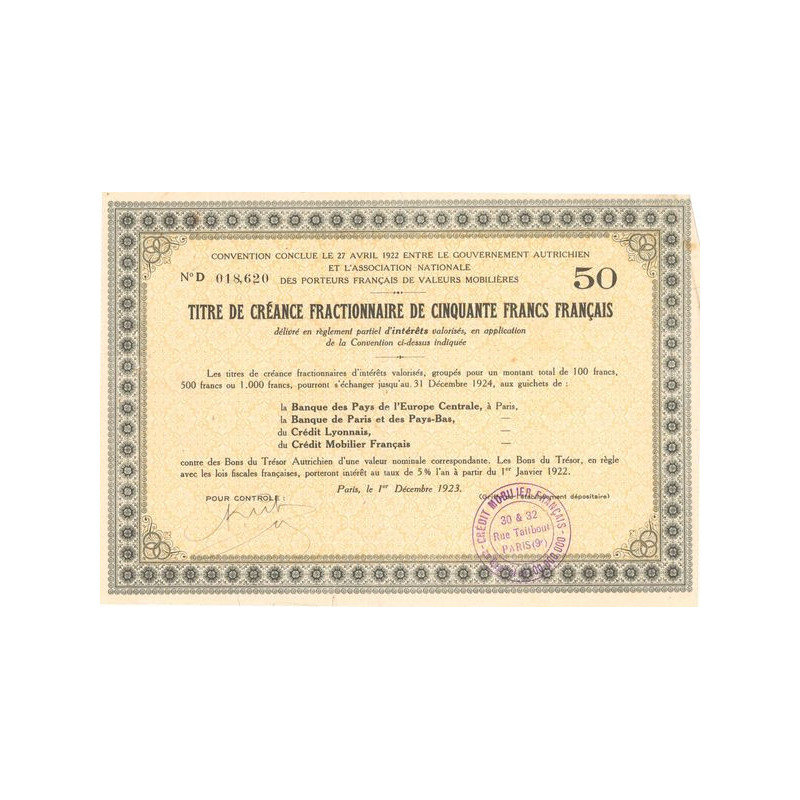 CONVENTION CONCLUE LE 27 AVRIL 1922 ENTRE LE GOUVERNEMENT AUTRICHIEN
ET L'ASSOCIATION NATIONALE
DES PORTEURS FRANÇAIS DE VALEURS MOBILIÈRES
N° D 018,620
50
TITRE DE CRÉANCE FRACTIONNAIRE DE CINQUANTE FRANCS FRANÇAIS
délivré en règlement partiel d'intérêts valorisés, en application
de la Convention ci-dessus indiquée
Les titres de créance fractionnaires d'intérêts valorisés, groupés pour un montant total de 100 francs,
500 francs ou 1.000 francs, pourront s'échanger jusqu'au 31 Décembre 1924, aux guichets de :
la Banque des Pays de l'Europe Centrale, à Paris,
la Banque de Paris et des Pays-Bas, —
du Crédit Lyonnais, —
du Crédit Mobilier Français —
contre des Bons du Trésor Autrichien d'une valeur nominale correspondante. Les Bons du Trésor, en règle
avec les lois fiscales françaises, porteront intérêt au taux de 5 % l'an à partir du 1er Janvier 1922.
Paris, le 1er Décembre 1923.
POUR CONTROLE :
dépositaire)
CRÉDIT MOBILIER FRANÇAIS
30 & 32
Rue Taitbout
PARIS (9e)